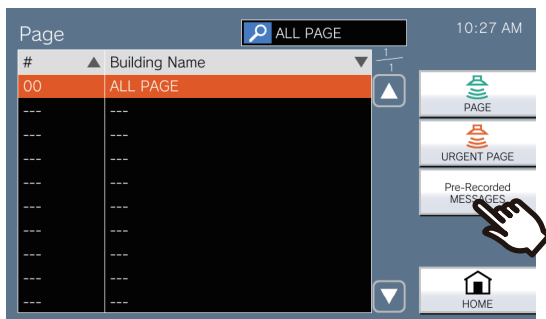 Page
ALL PAGE
10:27 AM
# Building Name
1
1
00 ALL PAGE
--- ---
--- ---
--- ---
--- ---
--- ---
--- ---
--- ---
--- ---
--- ---
PAGE
URGENT PAGE
Pre-Recorded
MESSAGES
HOME